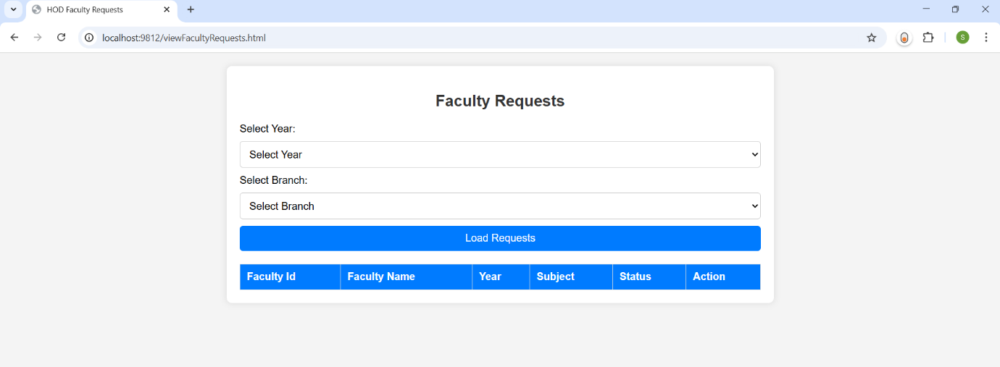 HOD Faculty Requests
localhost:9812/viewFacultyRequests.html
S
Faculty Requests
Select Year:
Select Year
Select Branch:
Select Branch
Load Requests
Faculty Id Faculty Name Year Subject Status Action